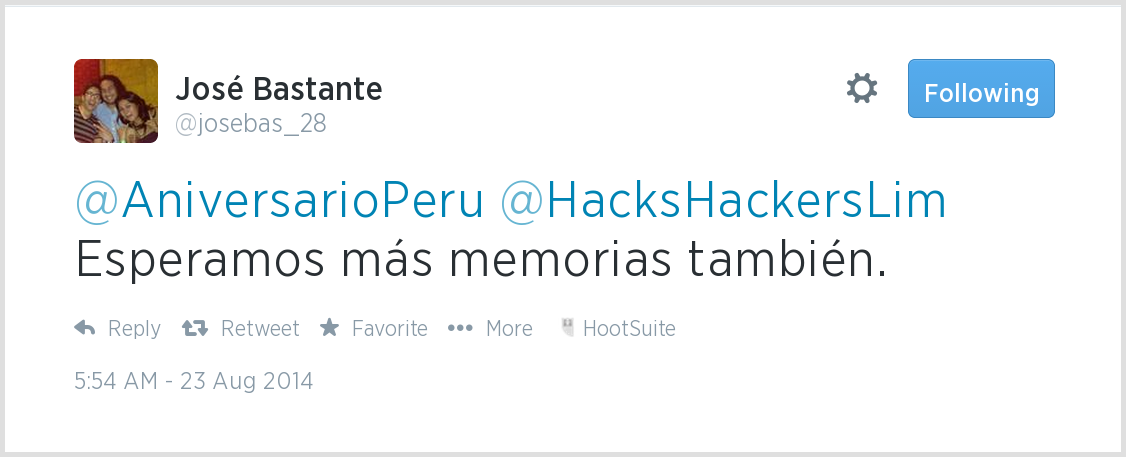 José Bastante
@josebas_28
Following
@AniversarioPeru @HacksHackersLim
Esperamos más memorias también.
Reply Retweet Favorite More HootSuite
5:54 AM - 23 Aug 2014